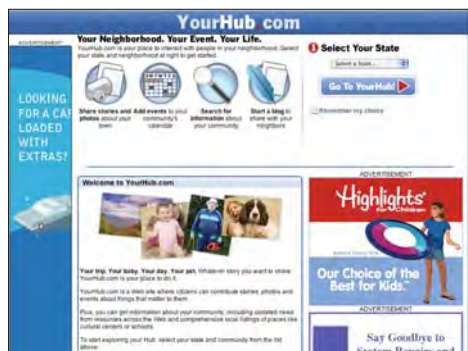 YourHub.com
ADVERTISEMENT
Your Neighborhood. Your Event. Your Life.
YourHub.com is your place to interact with people in your neighborhood. Select
your state and neighborhood at right to get started.
Share stories and
photos about your
town
Add events to your
community's
calendar
Search for
information about
your community
Start a blog to
share with your
neighbors
1 Select Your State
Select a State...
Go To YourHub!
Remember my choice
LOOKING
FOR A CAR
LOADED
WITH
EXTRAS?
Welcome to YourHub.com
Your trip. Your baby. Your day. Your pet. Whatever story you want to share
YourHub.com is your place to do it.
YourHub.com is a Web site where citizens can contribute stories, photos and
events about things that matter to them.
Plus, you can get information about your community, including updated news
from resources across the Web and comprehensive local listings of places like
cultural centers or schools.
To start exploring your Hub, select your state and community from the list
above.
ADVERTISEMENT
Highlights
for Children
Our Choice of the
Best for Kids.™
ADVERTISEMENT
Say Goodbye to
System Repairs and